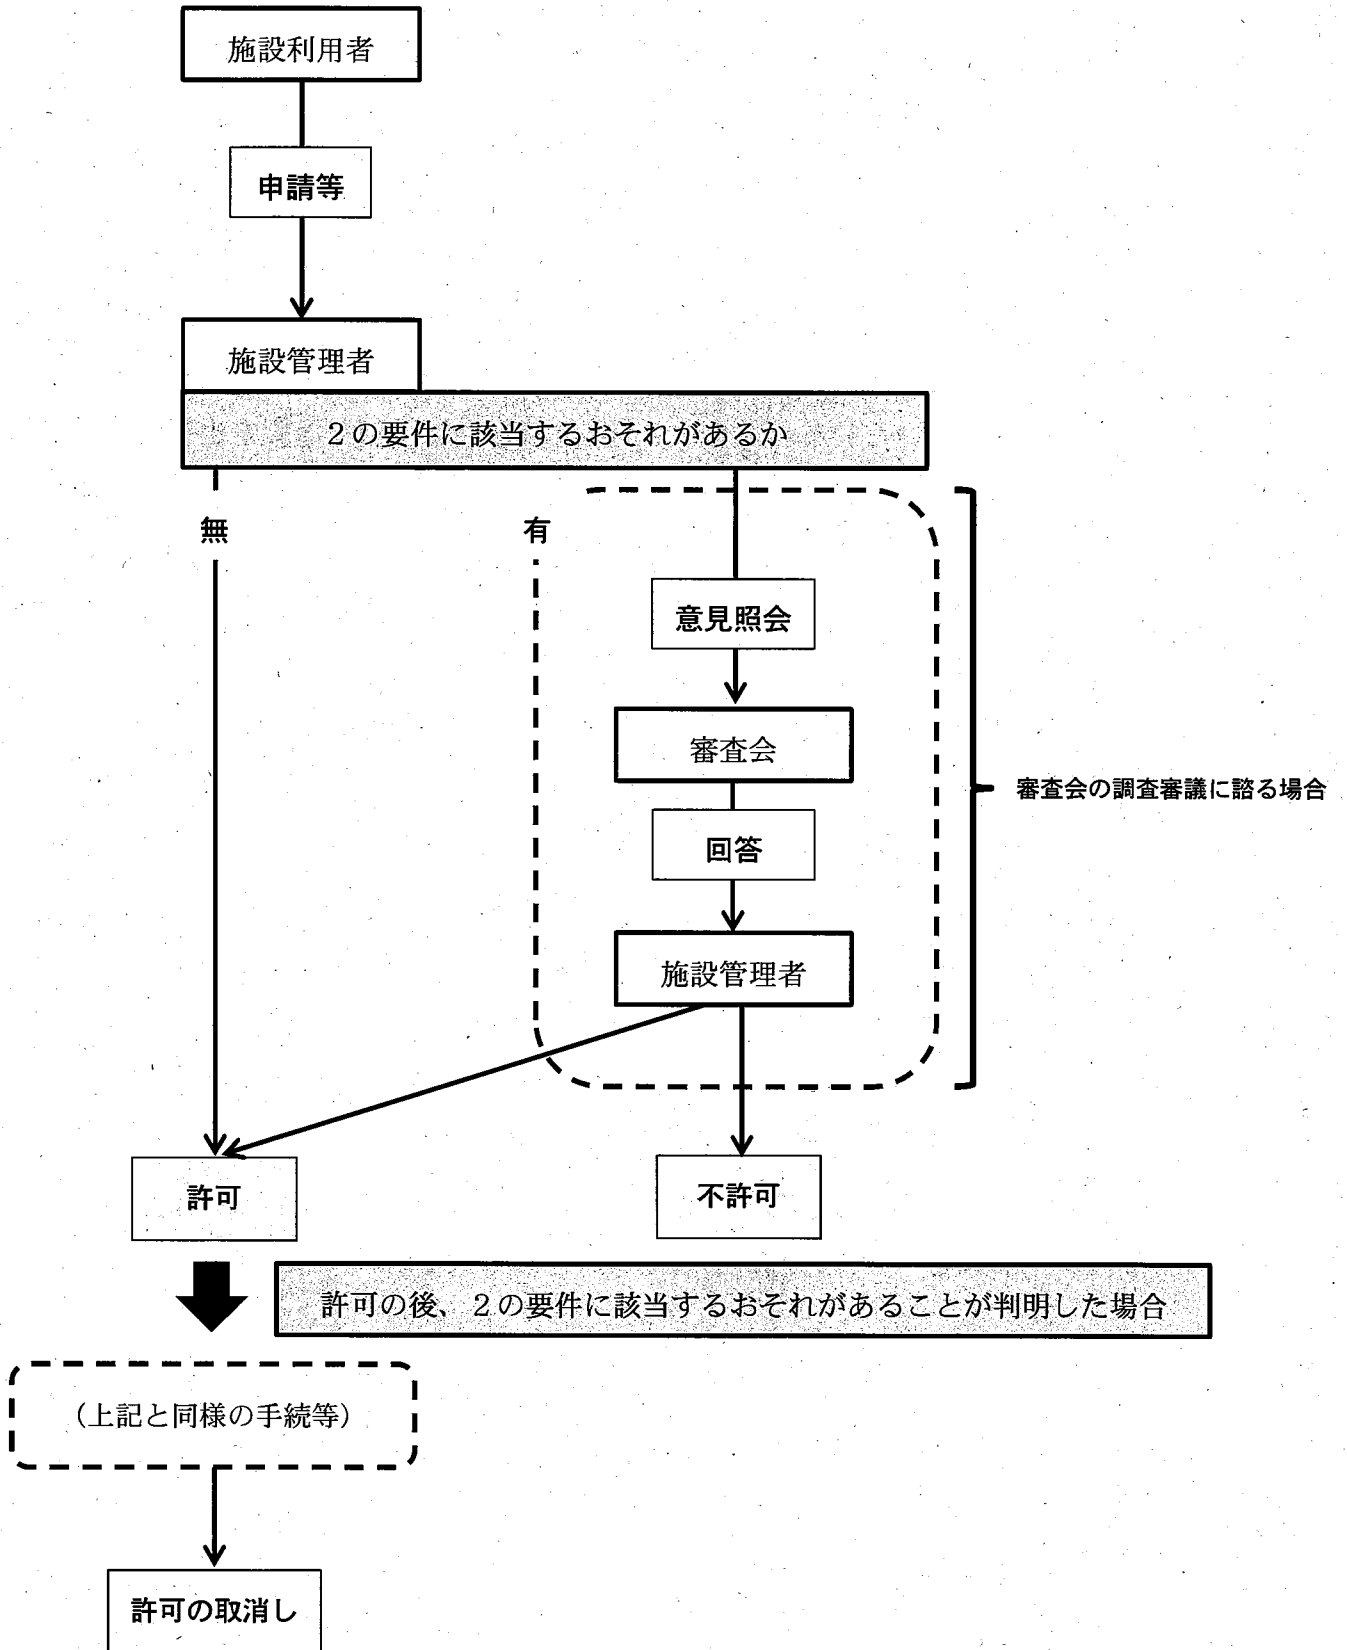 施設利用者
申請等
施設管理者
２の要件に該当するおそれがあるか
無
有
意見照会
審査会
審査会の調査審議に諮る場合
回答
施設管理者
許可
不許可
許可の後、２の要件に該当するおそれがあることが判明した場合
（上記と同様の手続等）
許可の取消し